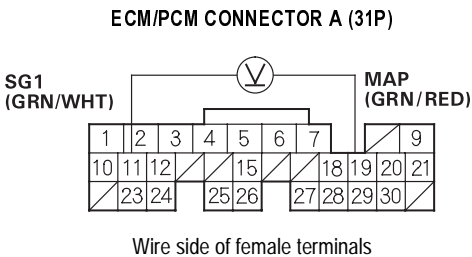 ECM/PCM CONNECTOR A (31P)
SG1
(GRN/WHT)
V
MAP
(GRN/RED)
1 2 3 4 5 6 7 9
10 11 12 15 18 19 20 21
23 24 25 26 27 28 29 30
Wire side of female terminals